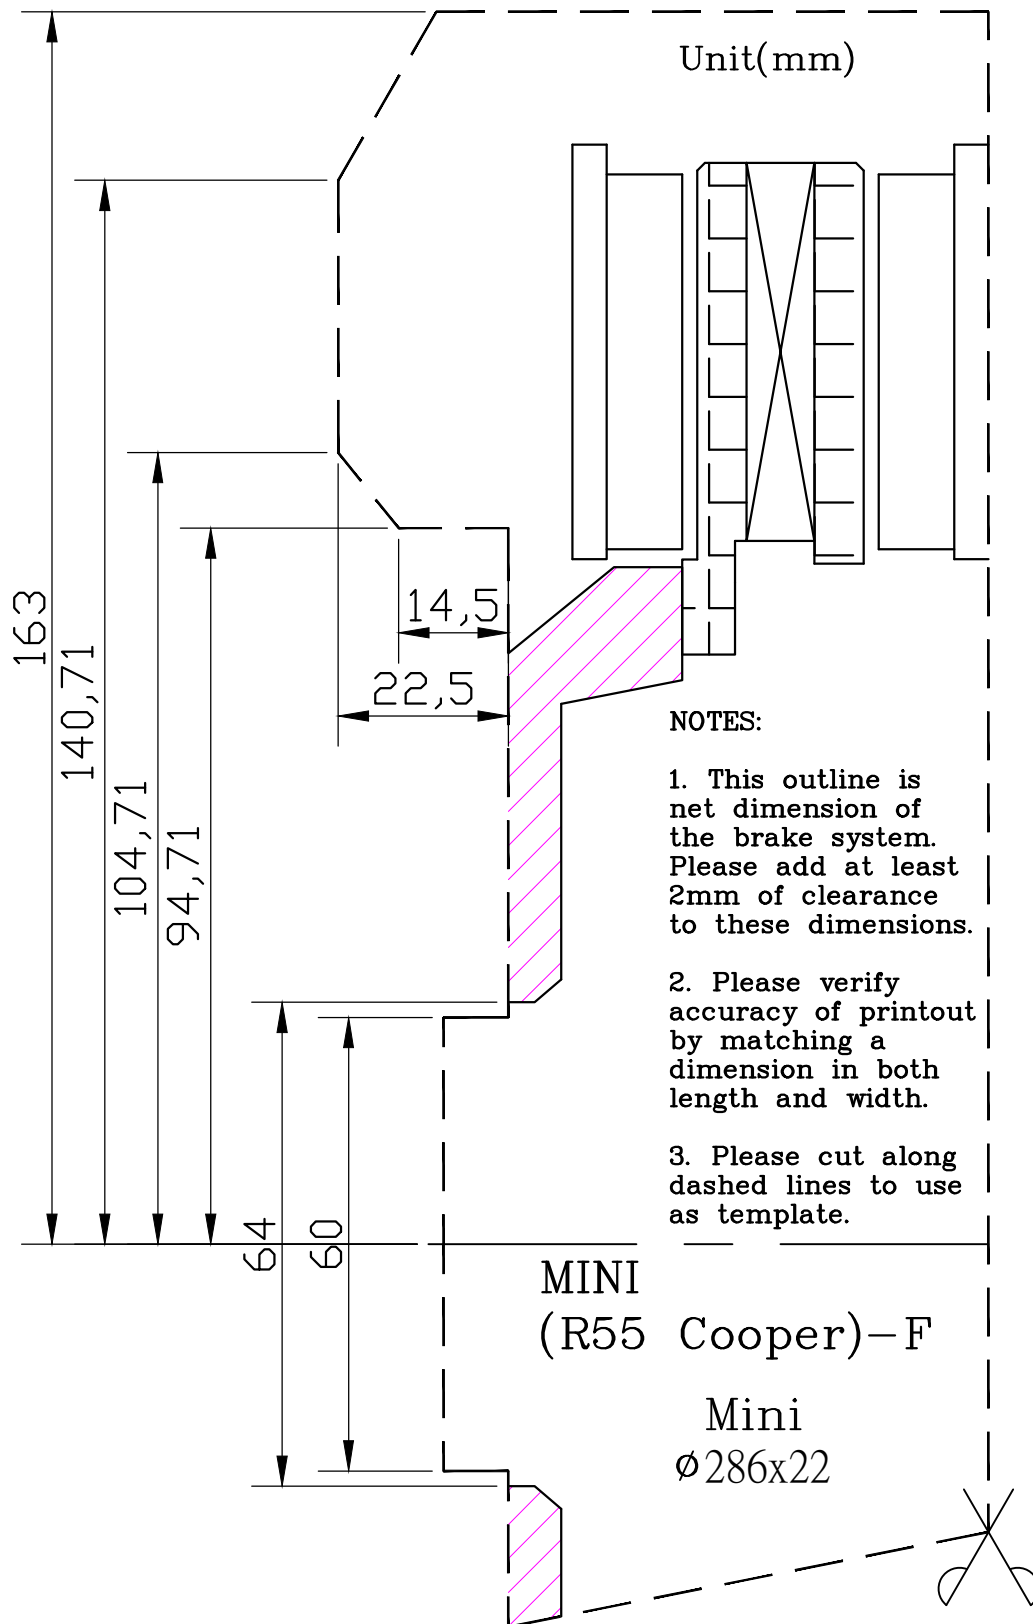 Unit(mm)
163
140,71
104,71
94,71
14,5
22,5
64
60
NOTES:
1. This outline is
net dimension of
the brake system.
Please add at least
2mm of clearance
to these dimensions.
2. Please verify
accuracy of printout
by matching a
dimension in both
length and width.
3. Please cut along
dashed lines to use
as template.
MINI
(R55 Cooper)-F
Mini
Ø286x22